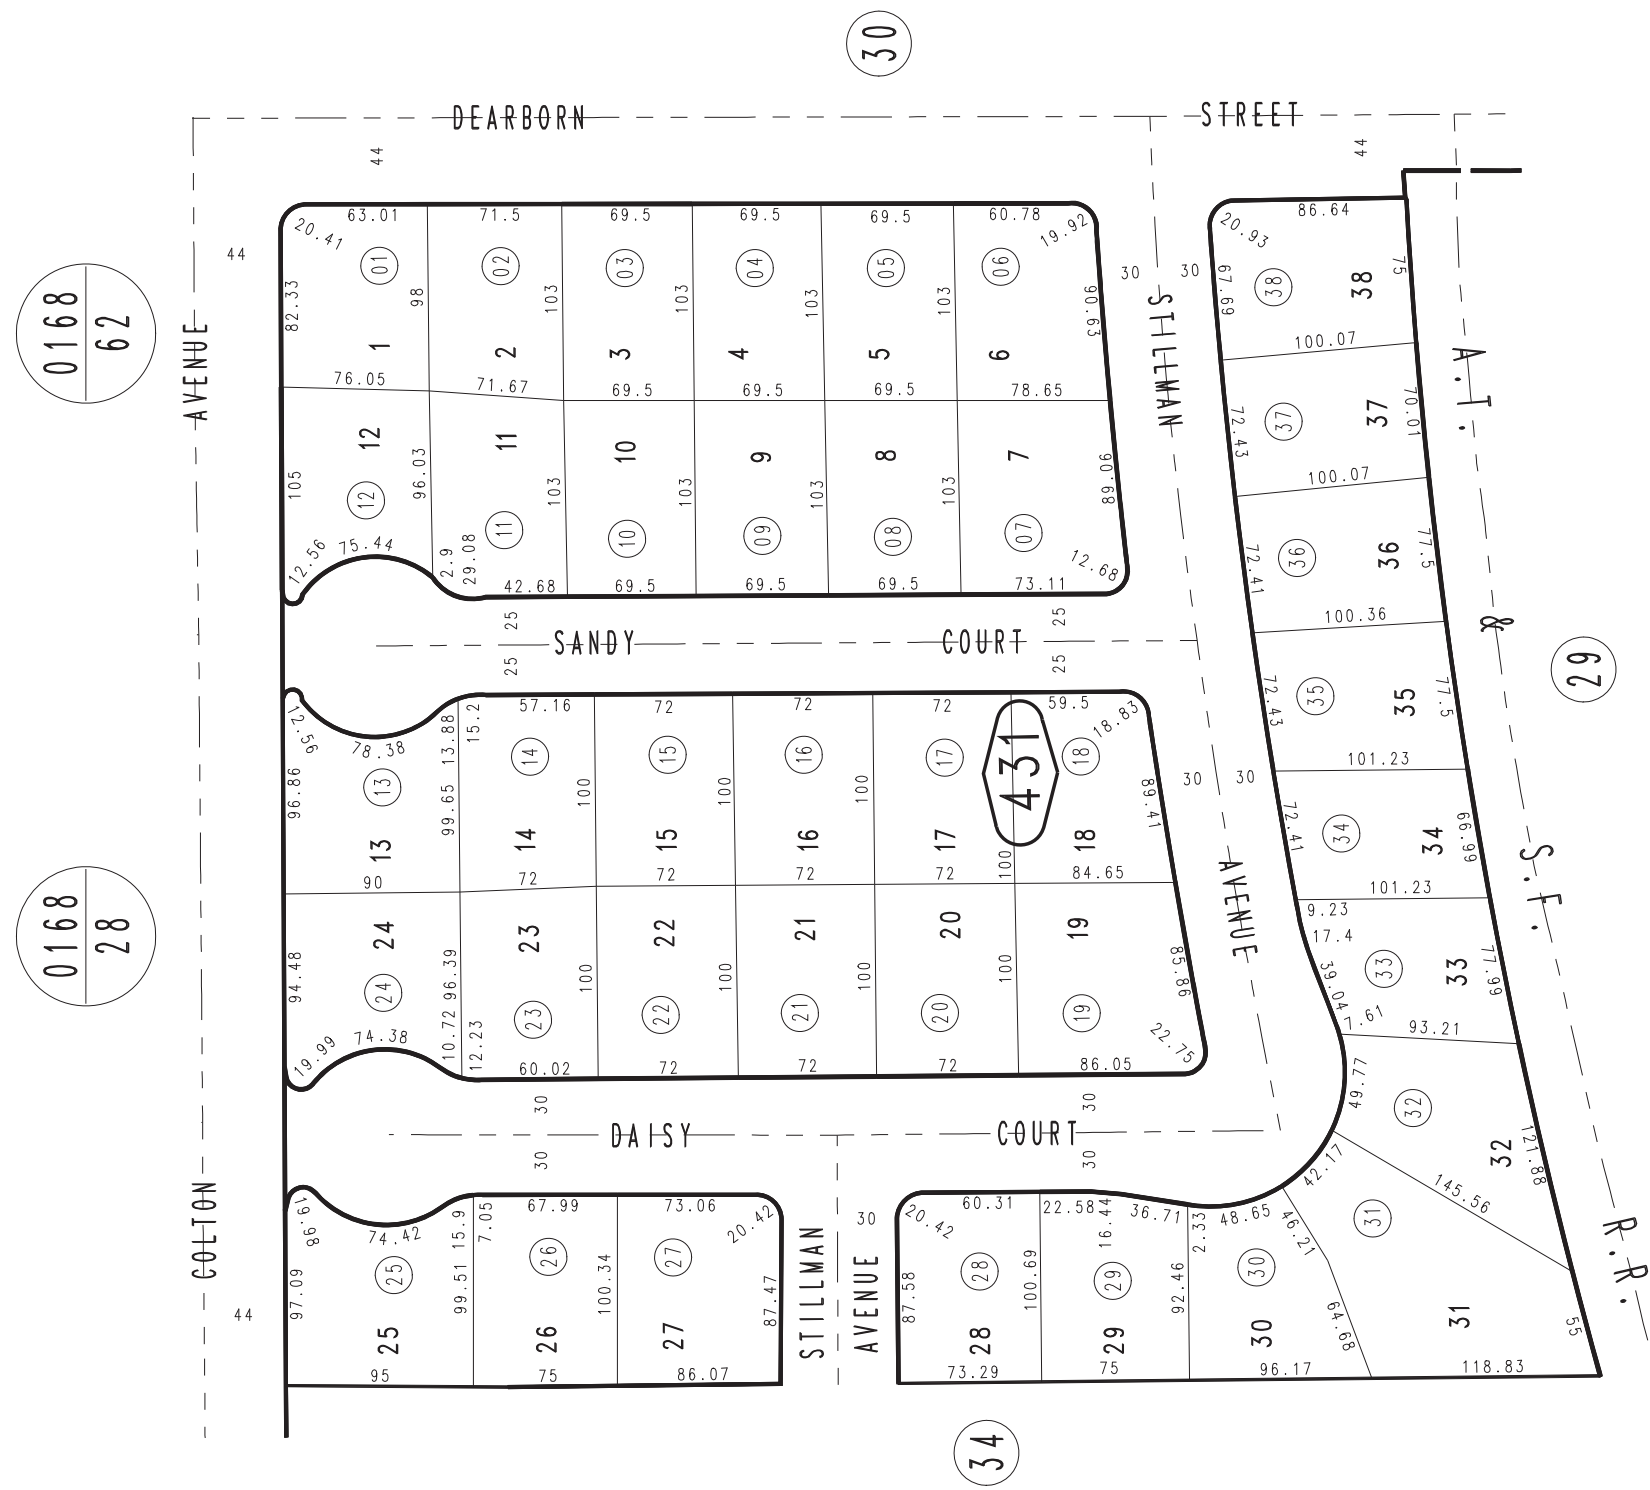 30
DEARBORN STREET
44 44
63.01 71.5 69.5 69.5 69.5 60.78 86.64
20.41 19.92 20.93
44
01 02 03 04 05 06 38
30 30
0168
62
AVENUE
82.33 98 103 103 103 103 90.63 67.69 38 75
STILLMAN
1 2 3 4 5 6
100.07
76.05 71.67 69.5 69.5 69.5 78.65
A.T. & S.F. R.R.
12 11 10 9 8 7
72.43 37 37 70.01
105 96.03 103 103 103 103 90.68
100.07
12 11 10 09 08 07
12.56 75.44 2.9 29.08 12.68
42.68 69.5 69.5 69.5 73.11
72.41 36 36 77.5
100.36
25 25
SANDY COURT
25 25
29
72.43 35 35 77.5
57.16 72 72 72 59.5
12.56 78.38 13.88 15.2 18.83
13 14 15 16 17 18
431
101.23
30 30
96.86 99.65 100 100 100 100 89.41
72.41 34 34 66.99
13 14 15 16 17 18
90 72 72 72 72 84.65
101.23
AVENUE
0168
28
24 23 22 21 20 19
9.23
17.4
39.04 33 33 77.99
7.61
93.21
94.48 96.39 100 100 100 100 85.86
24 23 22 21 20 19
19.99 74.38 10.72 12.23 22.75
60.02 72 72 72 86.05
49.77 32 32 121.88
30 30
DAISY COURT
30 30
42.17
145.56
COLTON
67.99 73.06 60.31 22.58 16.44 36.71 48.65 46.21
19.98 74.42 15.9 7.05 20.42 30 20.42 2.33
25 26 27 28 29 30 31
97.09 99.51 100.34 87.47 87.58 100.69 92.46 64.68 55
44
25 26 27 28 29 30 31
STILLMAN
AVENUE
95 75 86.07 73.29 75 96.17 118.83
34